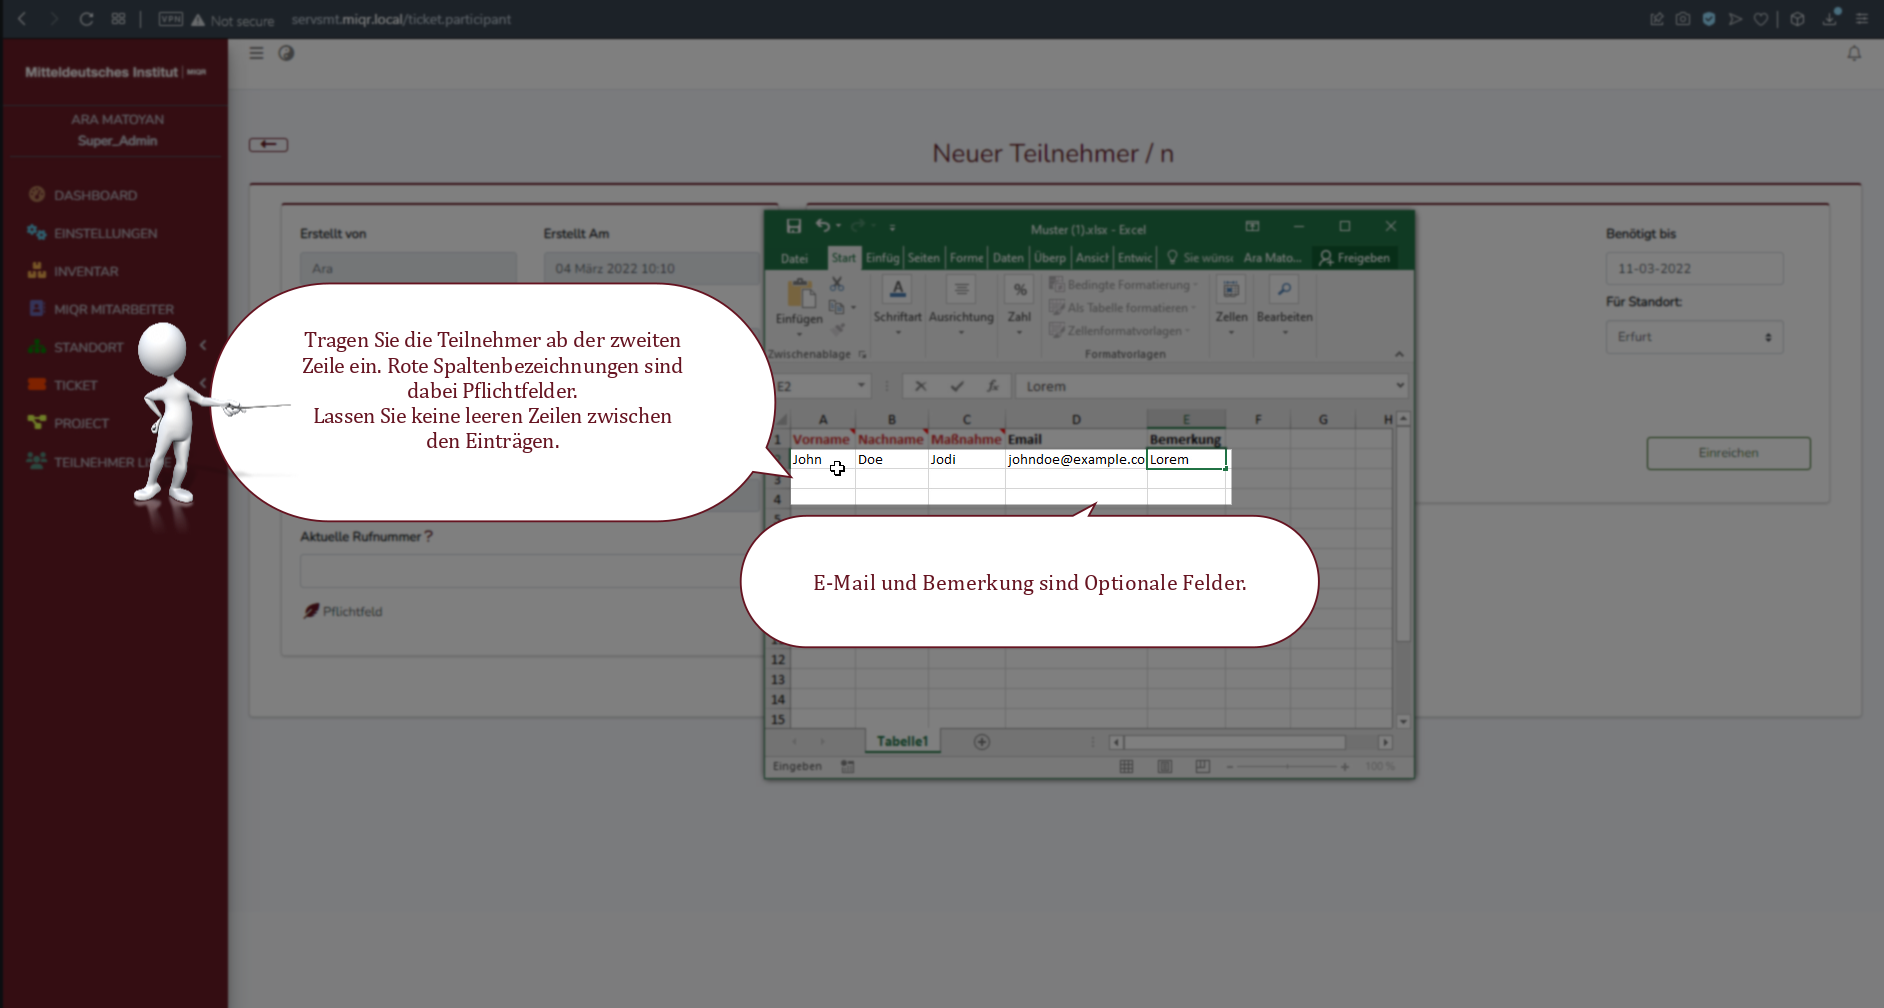 VPN Not secure servsmt.miqr.local/ticket.participant
Mitteldeutsches Institut | MIQR
ARA MATOYAN
Super_Admin
DASHBOARD
EINSTELLUNGEN
INVENTAR
MIQR MITARBEITER
STANDORT
TICKET
PROJECT
TEILNEHMER
Neuer Teilnehmer / n
Erstellt von
Erstellt Am
Ara
04 März 2022 10:10
Benötigt bis
11-03-2022
Für Standort:
Erfurt
Einreichen
Aktuelle Rufnummer ?
Pflichtfeld
Tragen Sie die Teilnehmer ab der zweiten
Zeile ein. Rote Spaltenbezeichnungen sind
dabei Pflichtfelder.
Lassen Sie keine leeren Zeilen zwischen
den Einträgen.
Muster (1).xlsx - Excel
Datei Start Einfüg Seiten Forme Daten Überp Ansicl Entwic Sie wüns Ara Mato... Freigeben
Einfügen
Schriftart
Ausrichtung
%
Zahl
Bedingte Formatierung
Als Tabelle formatieren
Zellenformatvorlagen
Zellen
Bearbeiten
Zwischenablage
Formatvorlagen
E2 fx Lorem
A B C D E F G H
1 Vorname Nachname Maßnahme Email Bemerkung
2 John Doe Jodi johndoe@example.co Lorem
3
4
5
E-Mail und Bemerkung sind Optionale Felder.
12
13
14
15
Tabelle1
Eingeben
100 %